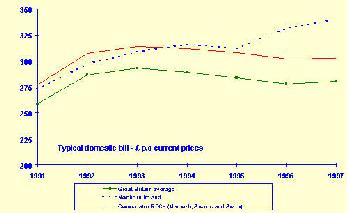 350
325
300
275
250
225
200
Typical domestic bill - £ p.a current prices
1991 1992 1993 1994 1995 1996 1997
Great Britain average
Northern Ireland